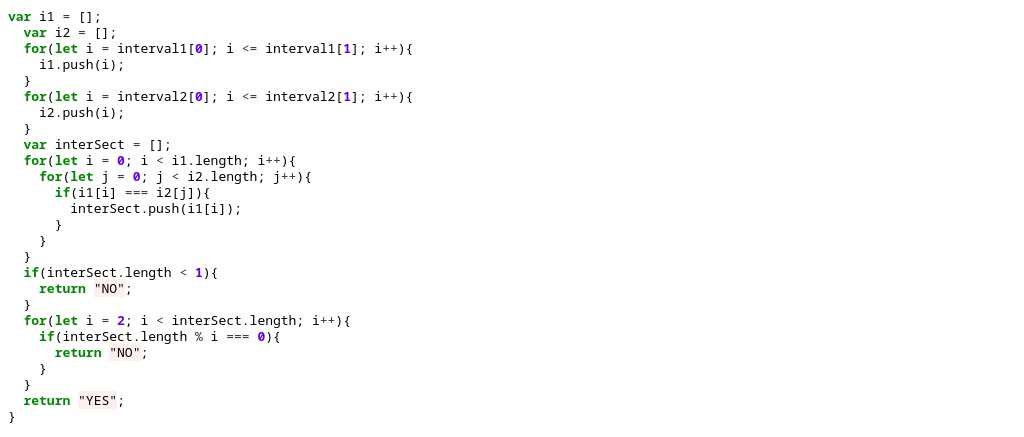 var i1 = [];
  var i2 = [];
  for(let i = interval1[0]; i <= interval1[1]; i++){
    i1.push(i);
  }
  for(let i = interval2[0]; i <= interval2[1]; i++){
    i2.push(i);
  }
  var interSect = [];
  for(let i = 0; i < i1.length; i++){
    for(let j = 0; j < i2.length; j++){
      if(i1[i] === i2[j]){
        interSect.push(i1[i]);
      }
    }
  }
  if(interSect.length < 1){
    return "NO";
  }
  for(let i = 2; i < interSect.length; i++){
    if(interSect.length % i === 0){
      return "NO";
    }
  }
  return "YES";
}